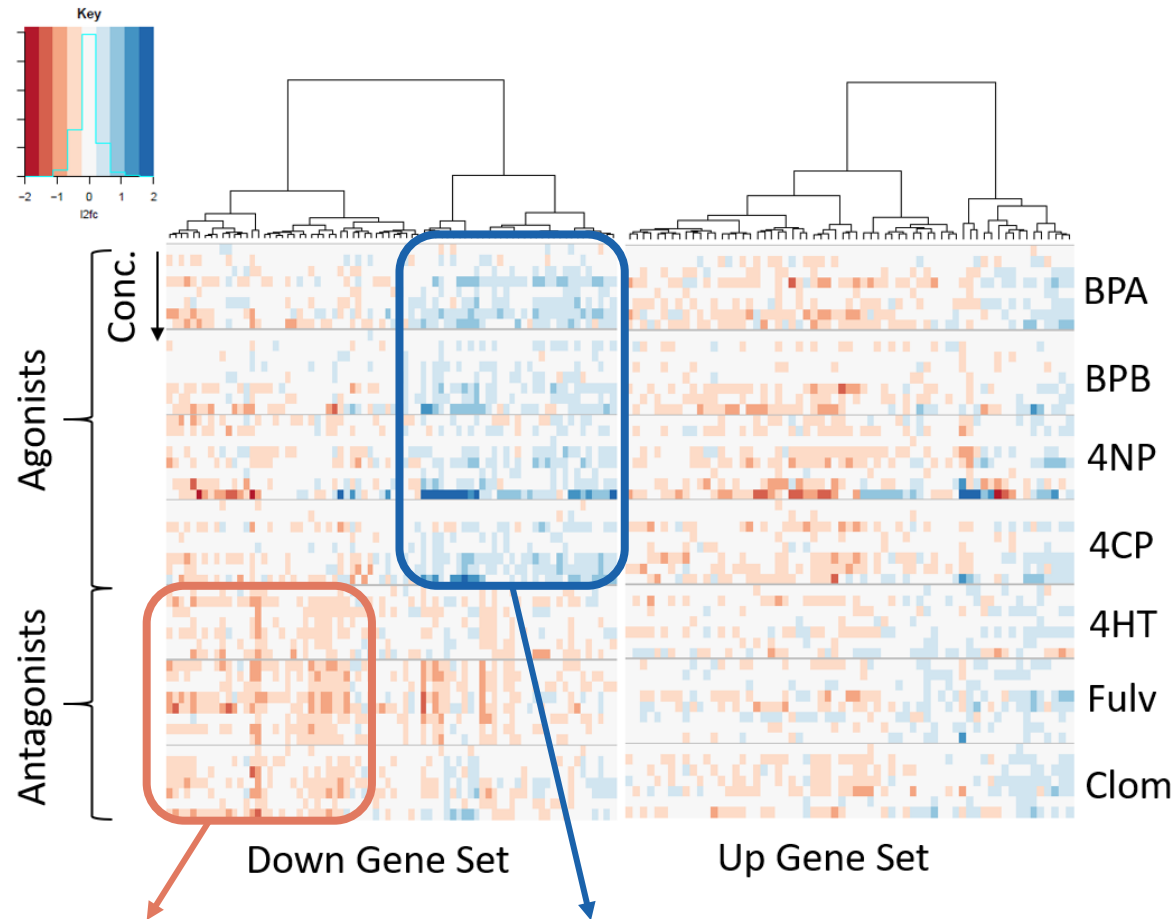 Key
−2 −1 0 1 2
l2fc
Conc.
Agonists
Antagonists
BPA
BPB
4NP
4CP
4HT
Fulv
Clom
Down Gene Set
Up Gene Set